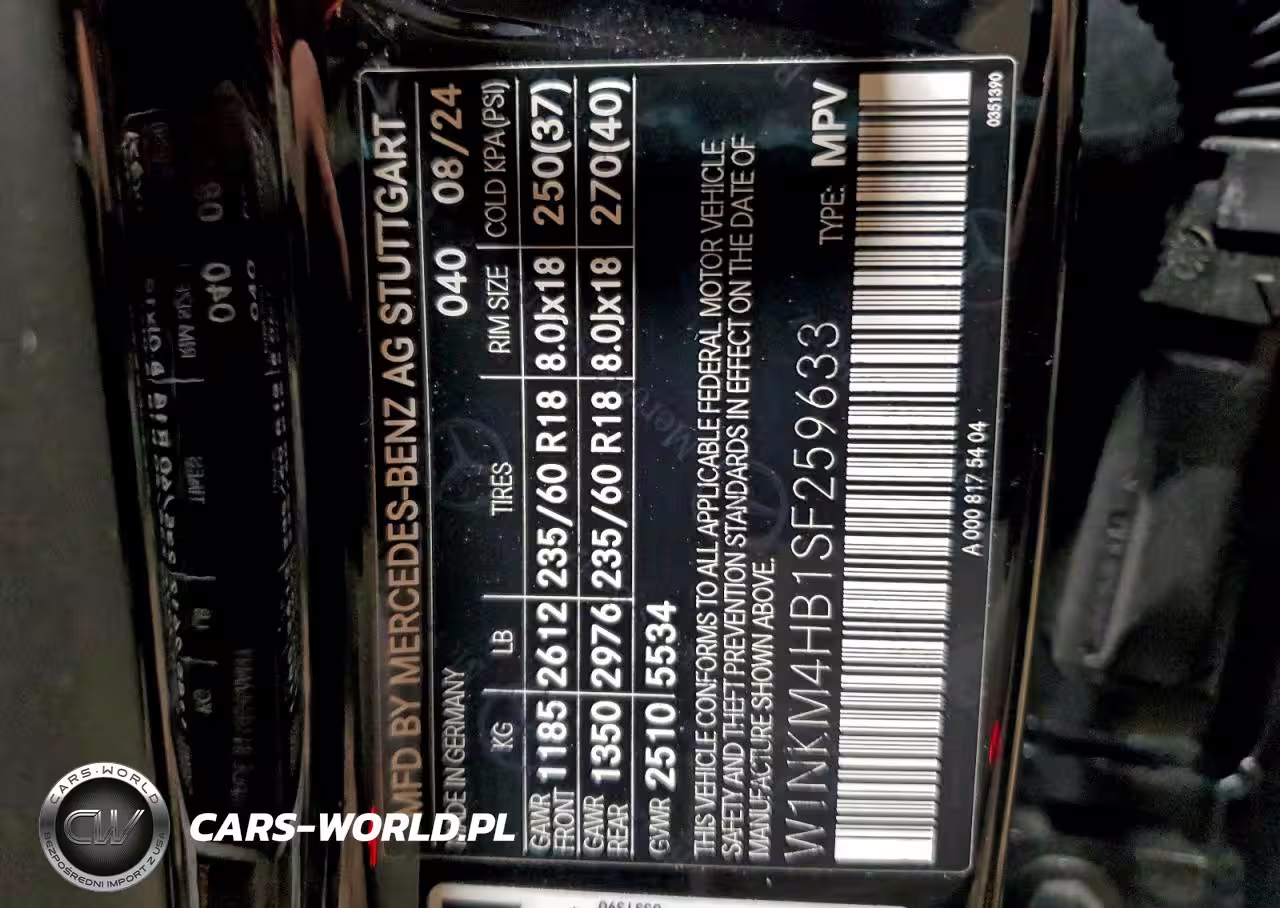 MFD BY MERCEDES-BENZ AG STUTTGART
MADE IN GERMANY 040 08/24
KG LB TIRES RIM SIZE COLD KPA(PSI)
GAWR FRONT 1185 2612 235/60 R18 8.0Jx18 250(37)
GAWR REAR 1350 2976 235/60 R18 8.0Jx18 270(40)
GVWR 2510 5534
THIS VEHICLE CONFORMS TO ALL APPLICABLE FEDERAL MOTOR VEHICLE
SAFETY AND THEFT PREVENTION STANDARDS IN EFFECT ON THE DATE OF
MANUFACTURE SHOWN ABOVE.
W1NKM4HB1SF259633 TYPE: MPV
A 000 817 54 04 0351390
CARS-WORLD
CW
BEZPOŚREDNI IMPORT Z USA
CARS-WORLD.PL